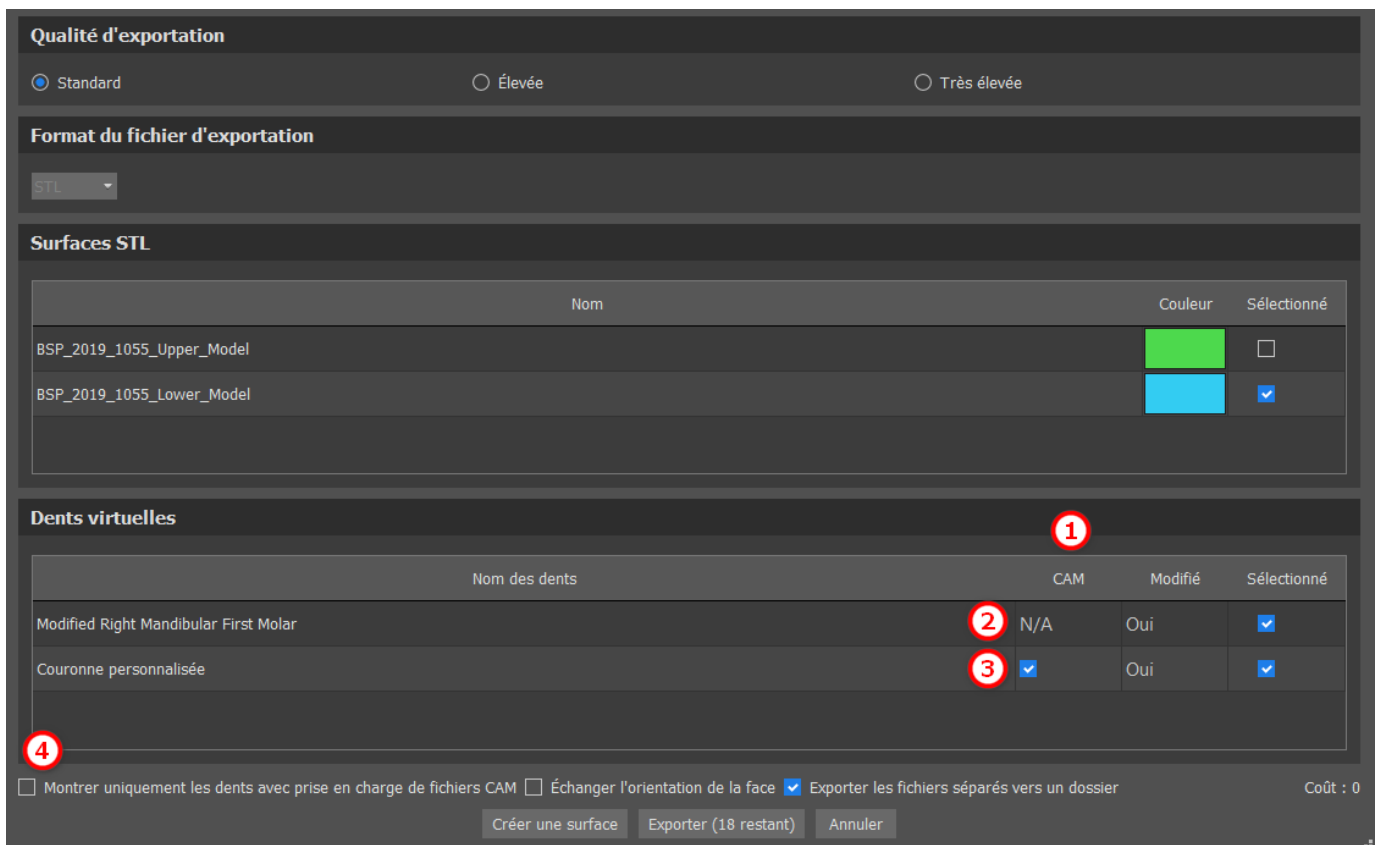 Qualité d'exportation
Standard Élevée Très élevée
Format du fichier d'exportation
STL
Surfaces STL
Nom Couleur Sélectionné
BSP_2019_1055_Upper_Model
BSP_2019_1055_Lower_Model
Dents virtuelles
1
Nom des dents CAM Modifié Sélectionné
Modified Right Mandibular First Molar 2 N/A Oui
Couronne personnalisée 3 Oui
4
Montrer uniquement les dents avec prise en charge de fichiers CAM Échanger l'orientation de la face Exporter les fichiers séparés vers un dossier Coût : 0
Créer une surface Exporter (18 restant) Annuler